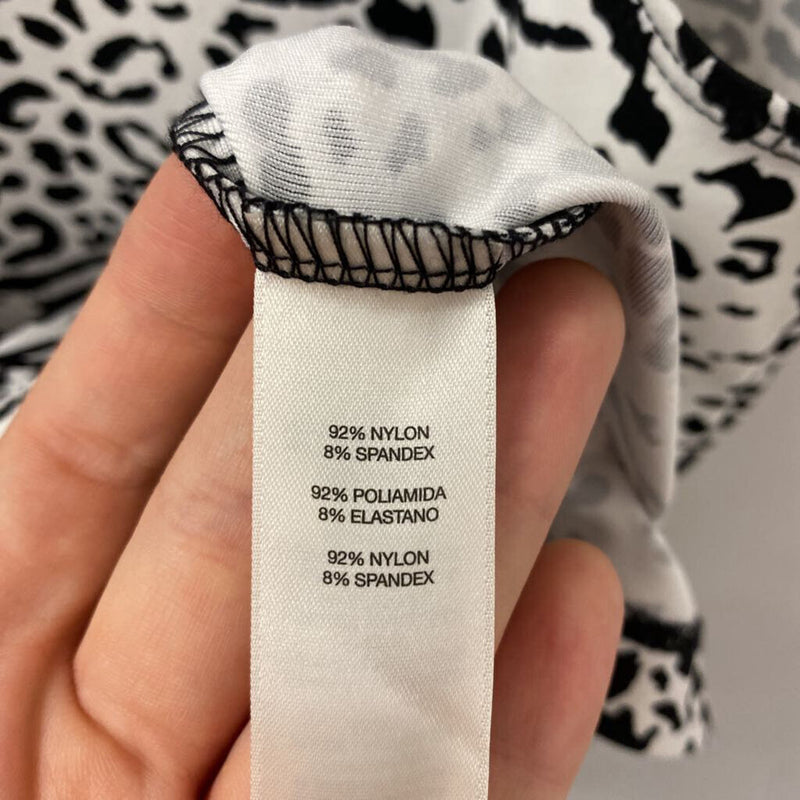 92% NYLON
8% SPANDEX
92% POLIAMIDA
8% ELASTANO
92% NYLON
8% SPANDEX